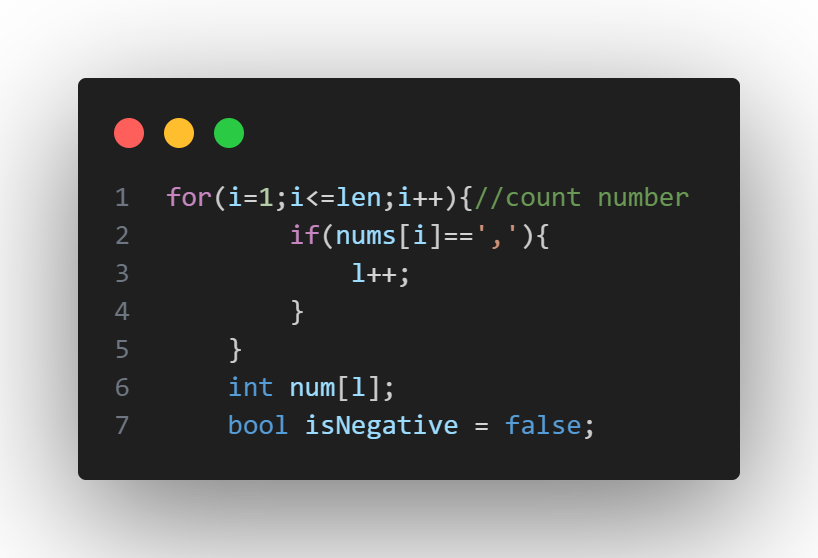 1 for(i=1;i<=len;i++){//count number
2 if(nums[i]==','){
3 l++;
4 }
5 }
6 int num[l];
7 bool isNegative = false;